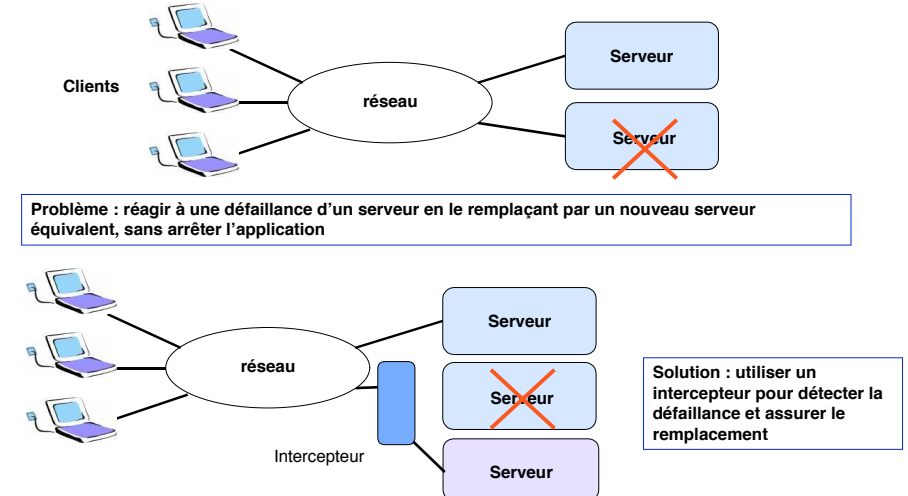 Serveur
Clients
réseau
Serveur
Problème : réagir à une défaillance d'un serveur en le remplaçant par un nouveau serveur
équivalent, sans arrêter l'application
Serveur
réseau
Serveur
Solution : utiliser un
intercepteur pour détecter la
défaillance et assurer le
remplacement
Intercepteur
Serveur